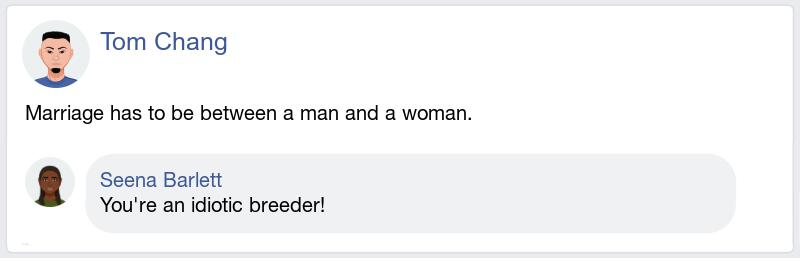 Tom Chang
Marriage has to be between a man and a woman.
Seena Barlett
You're an idiotic breeder!